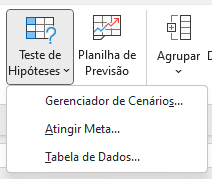 Teste de
Hipóteses
Planilha de
Previsão
Agrupar
Gerenciador de Cenários...
Atingir Meta...
Tabela de Dados...